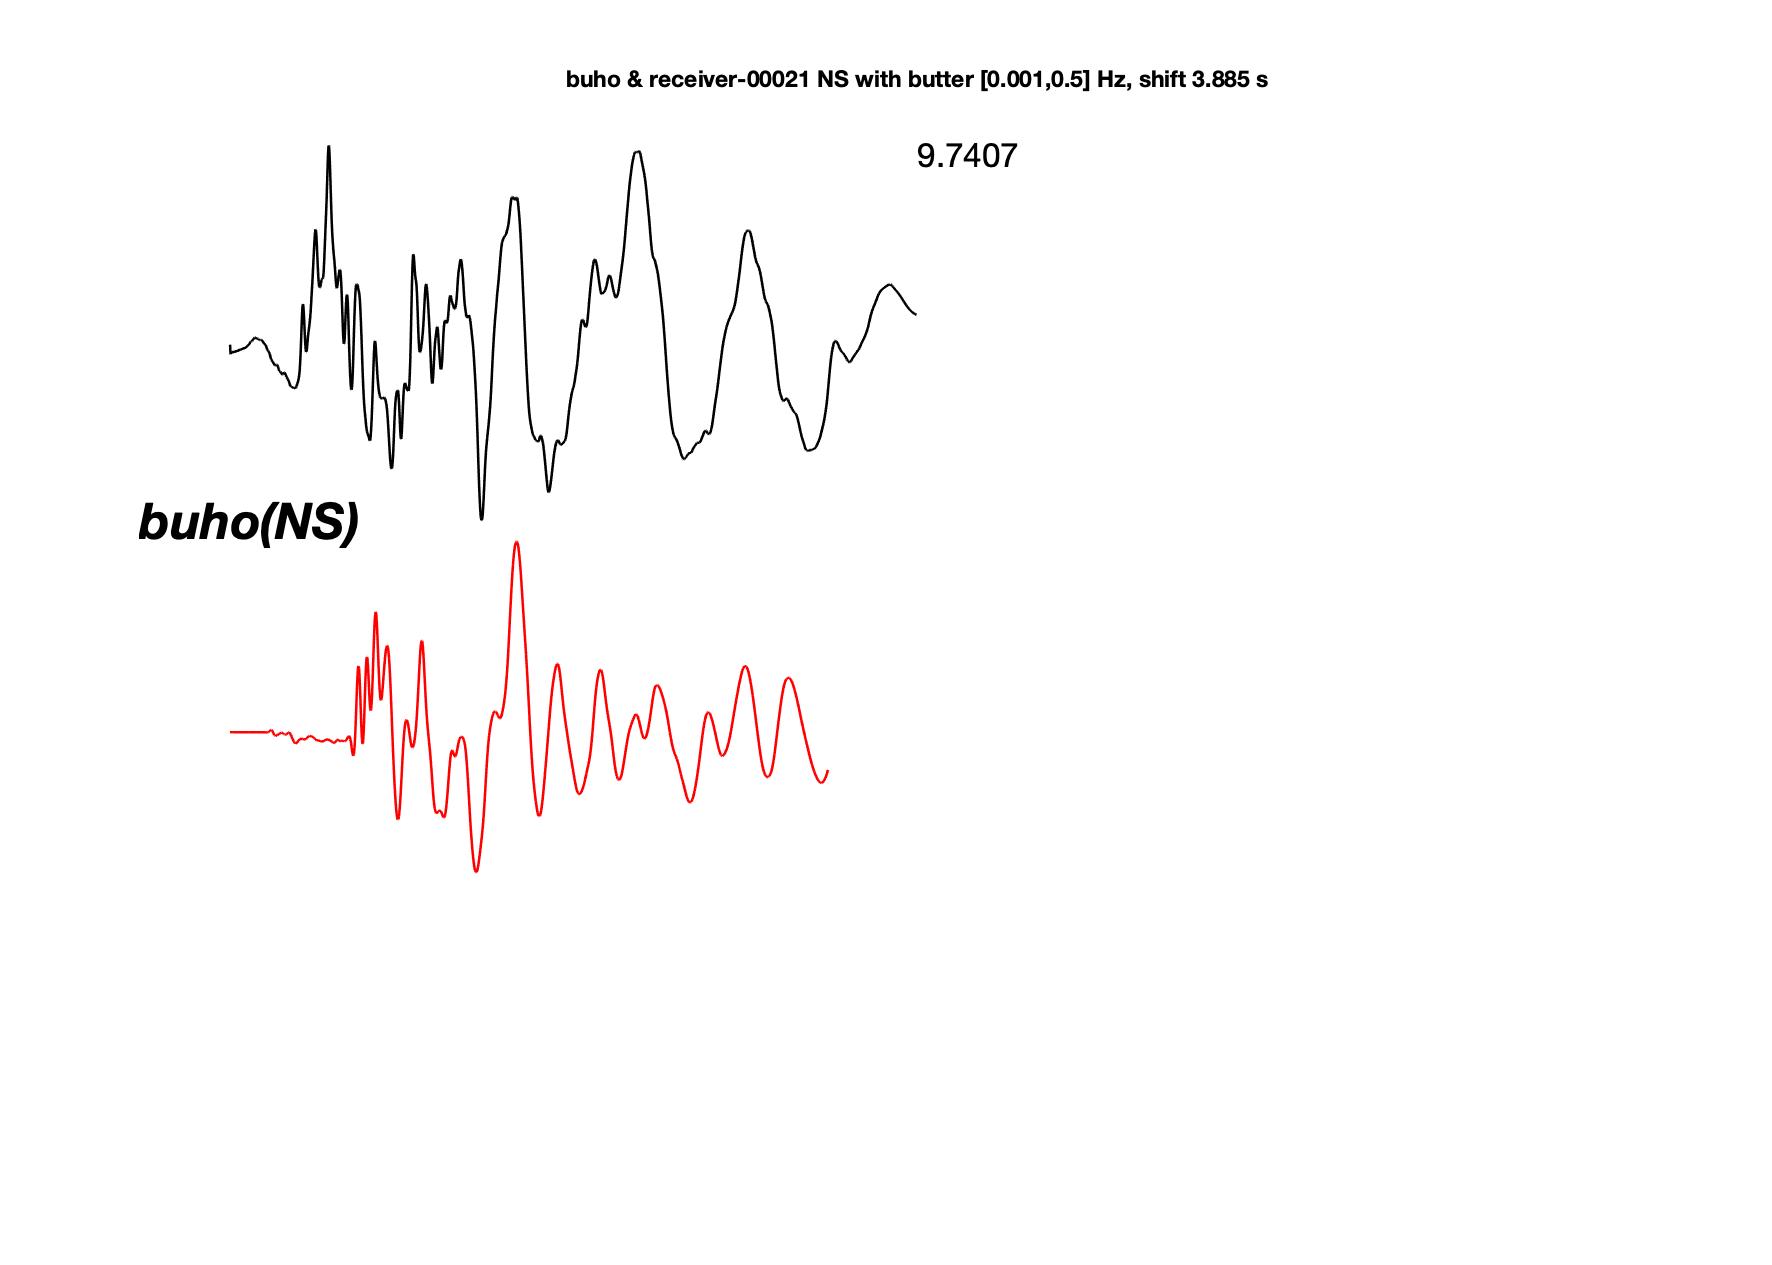 buho & receiver-00021 NS with butter [0.001,0.5] Hz, shift 3.885 s
9.7407
buho(NS)